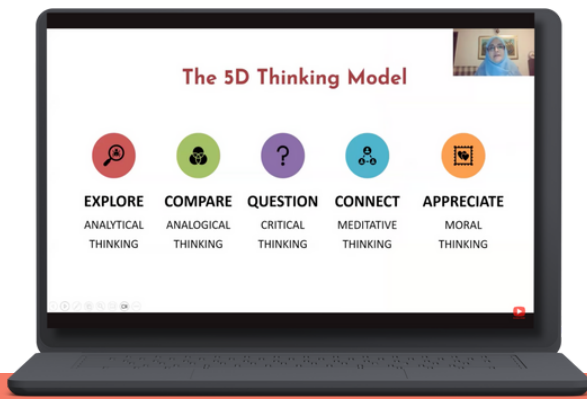 The 5D Thinking Model
EXPLORE
ANALYTICAL
THINKING
COMPARE
ANALOGICAL
THINKING
?
QUESTION
CRITICAL
THINKING
CONNECT
MEDITATIVE
THINKING
APPRECIATE
MORAL
THINKING